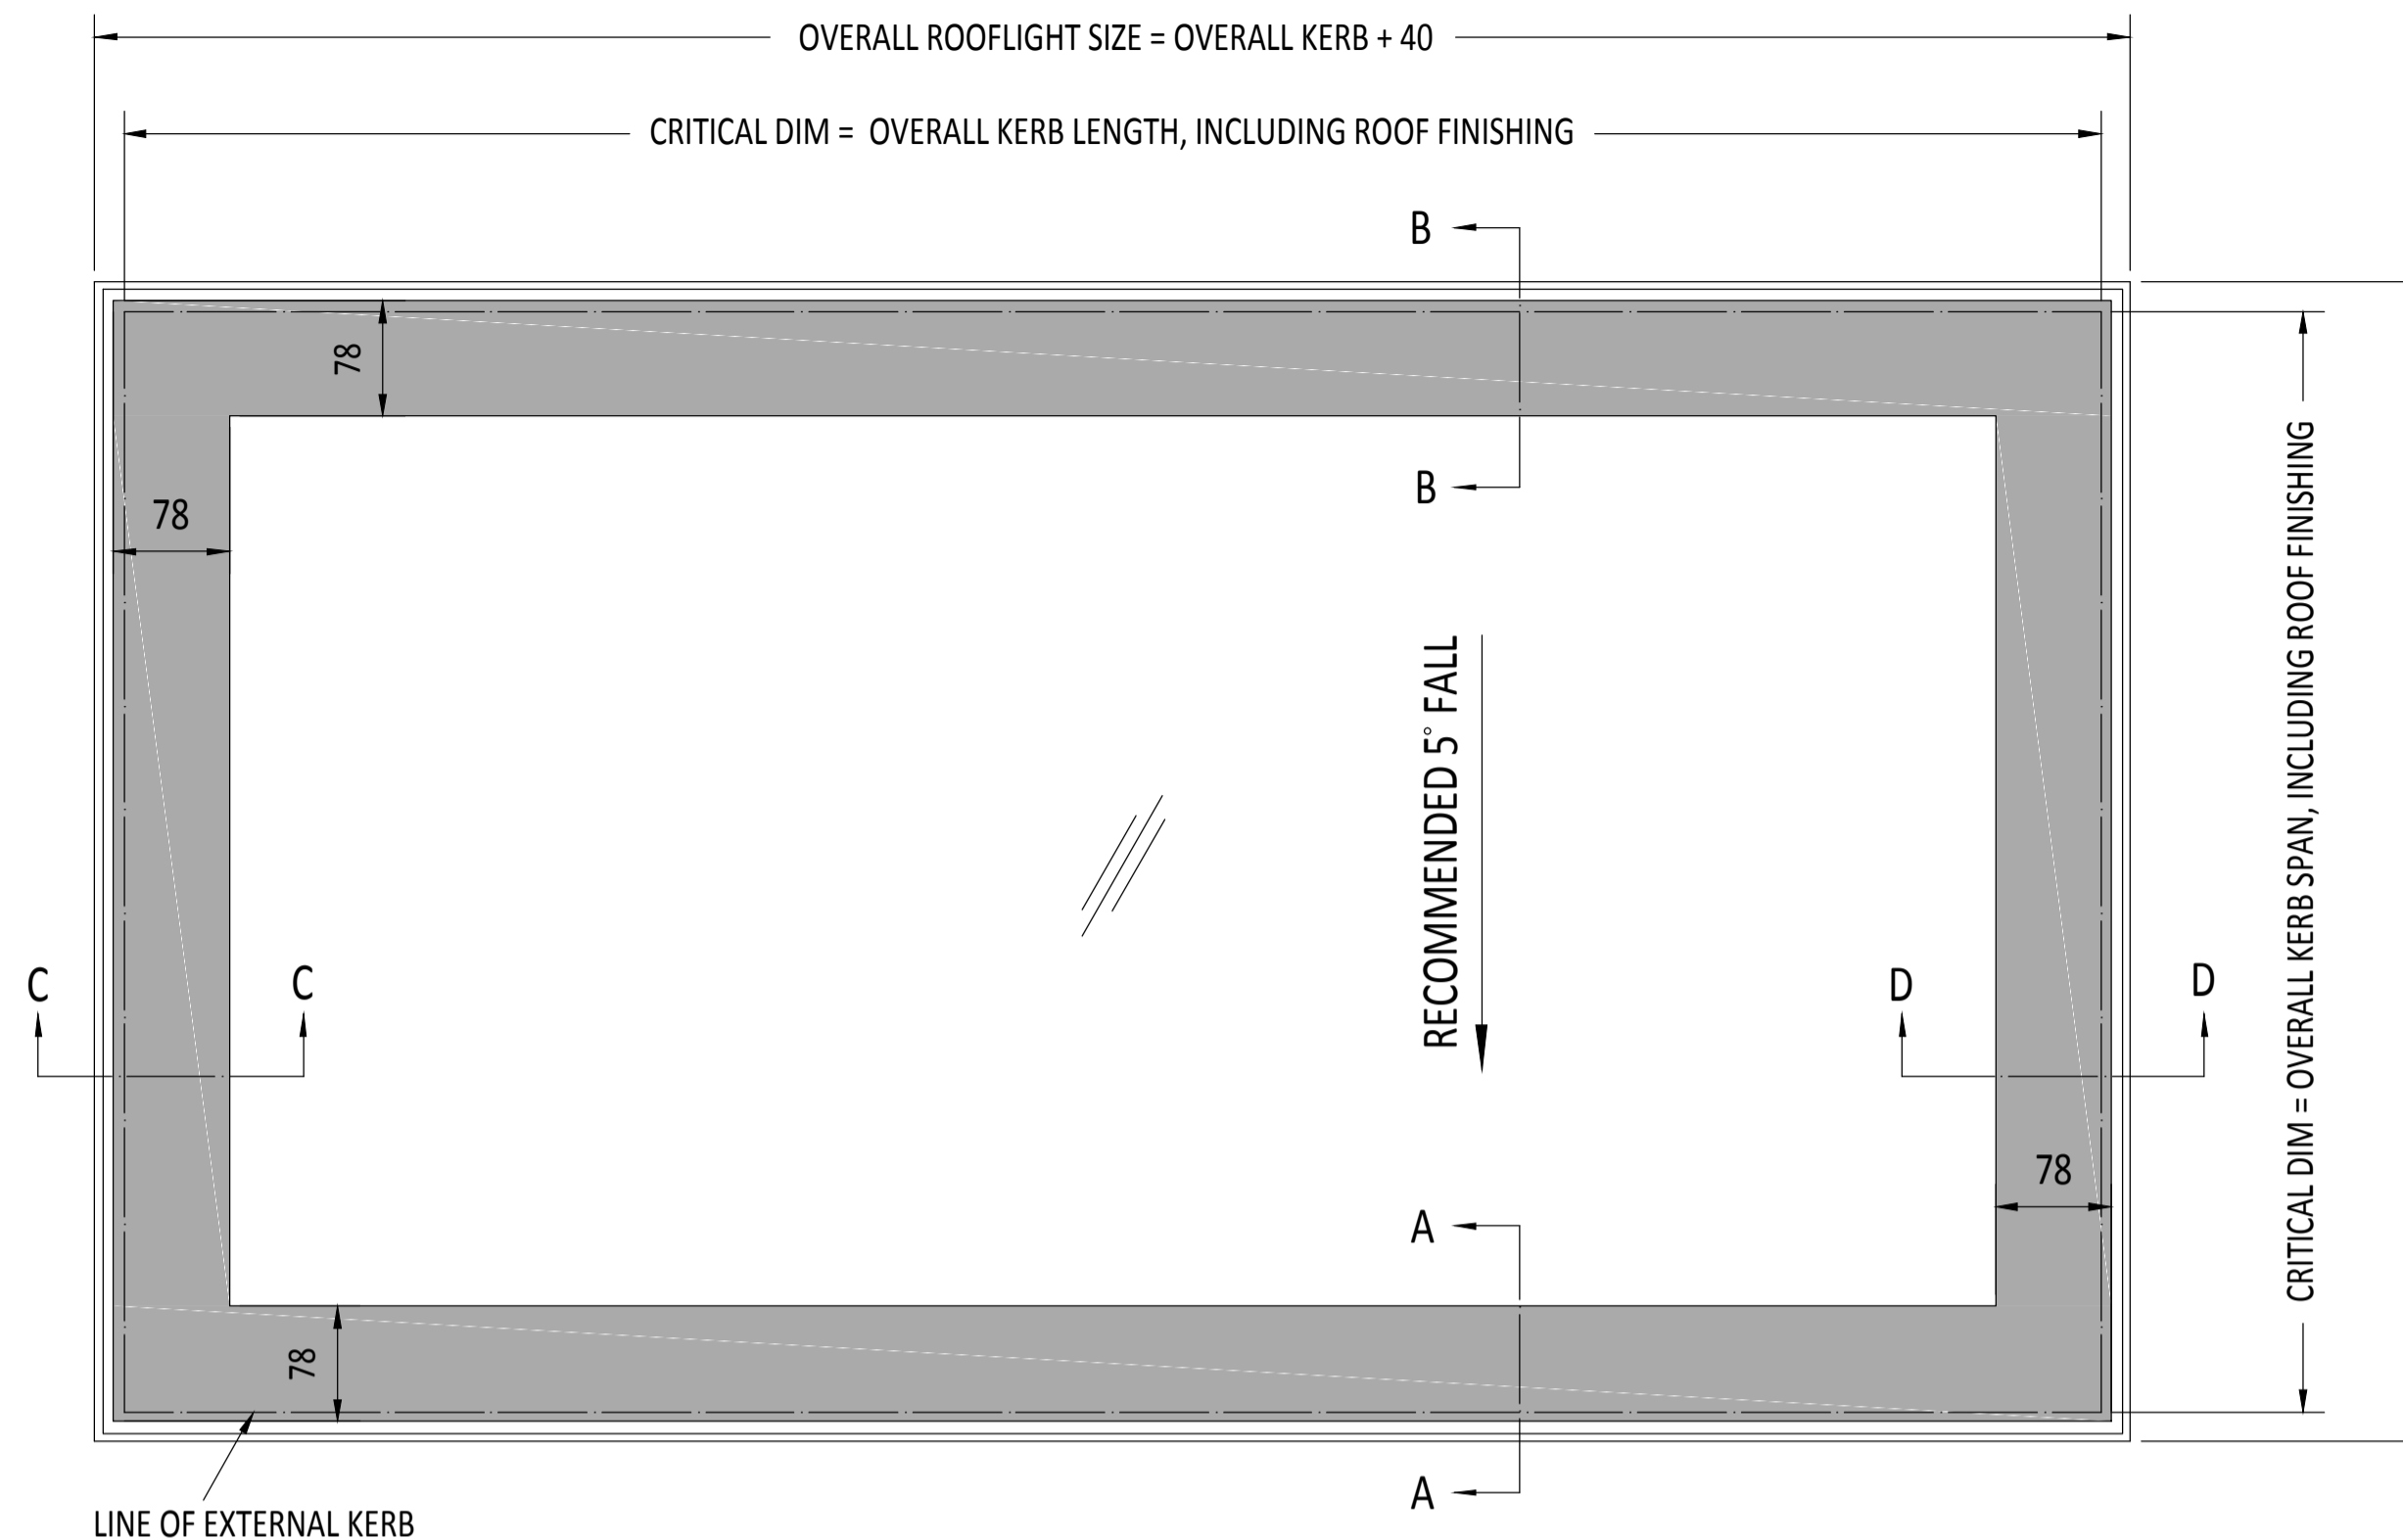 OVERALL ROOFLIGHT SIZE = OVERALL KERB + 40
CRITICAL DIM = OVERALL KERB LENGTH, INCLUDING ROOF FINISHING
B
78
B
78
RECOMMENDED 5° FALL
CRITICAL DIM = OVERALL KERB SPAN, INCLUDING ROOF FINISHING
C
C
D
D
78
A
78
A
LINE OF EXTERNAL KERB